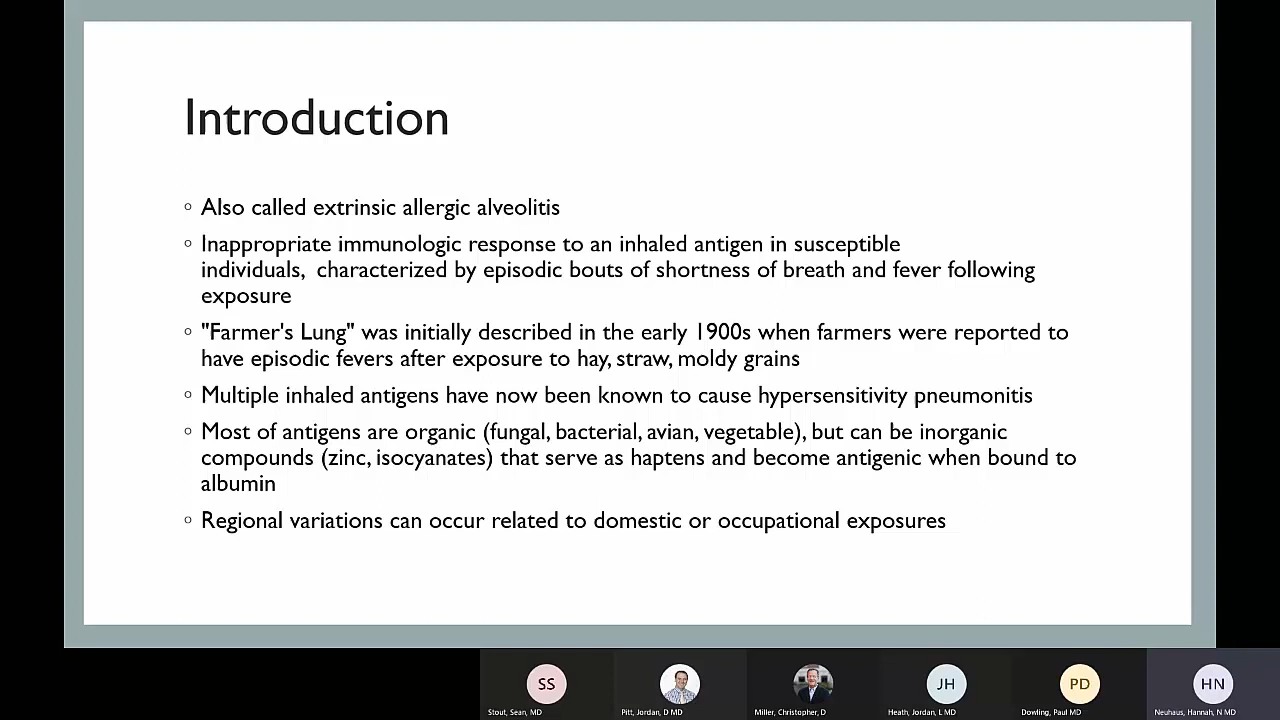 Introduction
Also called extrinsic allergic alveolitis
Inappropriate immunologic response to an inhaled antigen in susceptible
individuals,  characterized by episodic bouts of shortness of breath and fever following
exposure
"Farmer's Lung" was initially described in the early 1900s when farmers were reported to
have episodic fevers after exposure to hay, straw, moldy grains
Multiple inhaled antigens have now been known to cause hypersensitivity pneumonitis
Most of antigens are organic (fungal, bacterial, avian, vegetable), but can be inorganic
compounds (zinc, isocyanates) that serve as haptens and become antigenic when bound to
albumin
Regional variations can occur related to domestic or occupational exposures
SS
JH
PD
HN
Stout, Sean, MD
Pitt, Jordan, D MD
Miller, Christopher, D
Heath, Jordan, L MD
Dowling, Paul MD
Neuhaus, Hannah, N MD